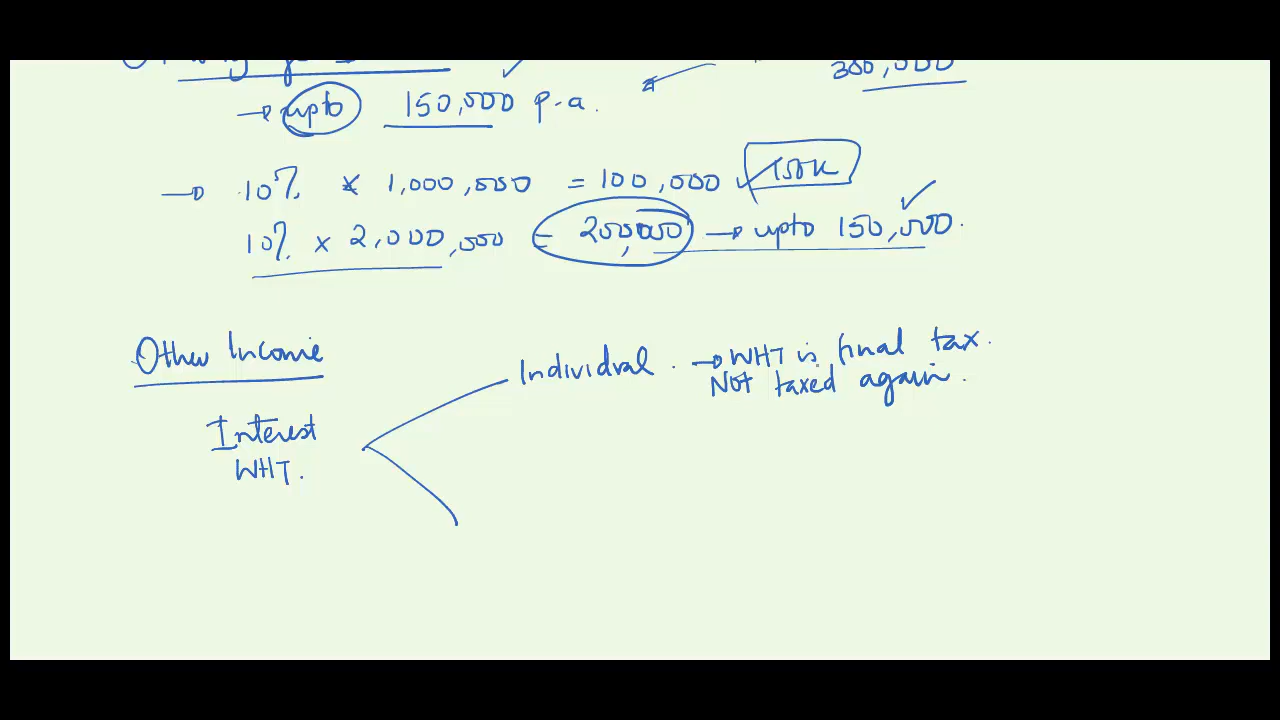 300,000
→ upto 150,000 p.a.
→ 10% × 1,000,000 = 100,000 ✓ 150K
10% × 2,000,000 = 200,000 → upto 150,000.
Other Income
Individual. → WHT is final tax.
Not taxed again.
Interest
WHT.